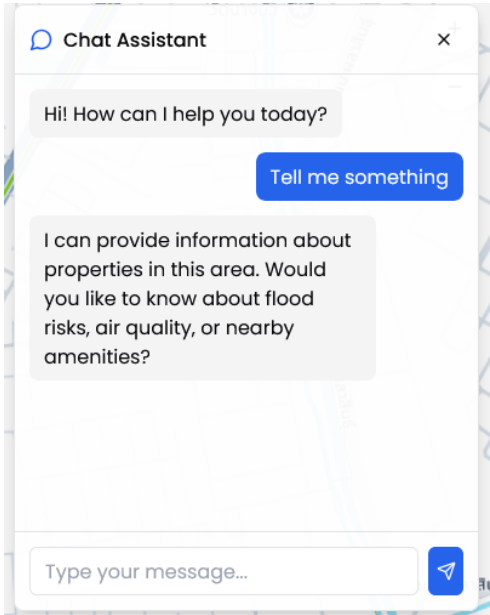 Chat Assistant
Hi! How can I help you today?
Tell me something
I can provide information about
properties in this area. Would
you like to know about flood
risks, air quality, or nearby
amenities?
Type your message...